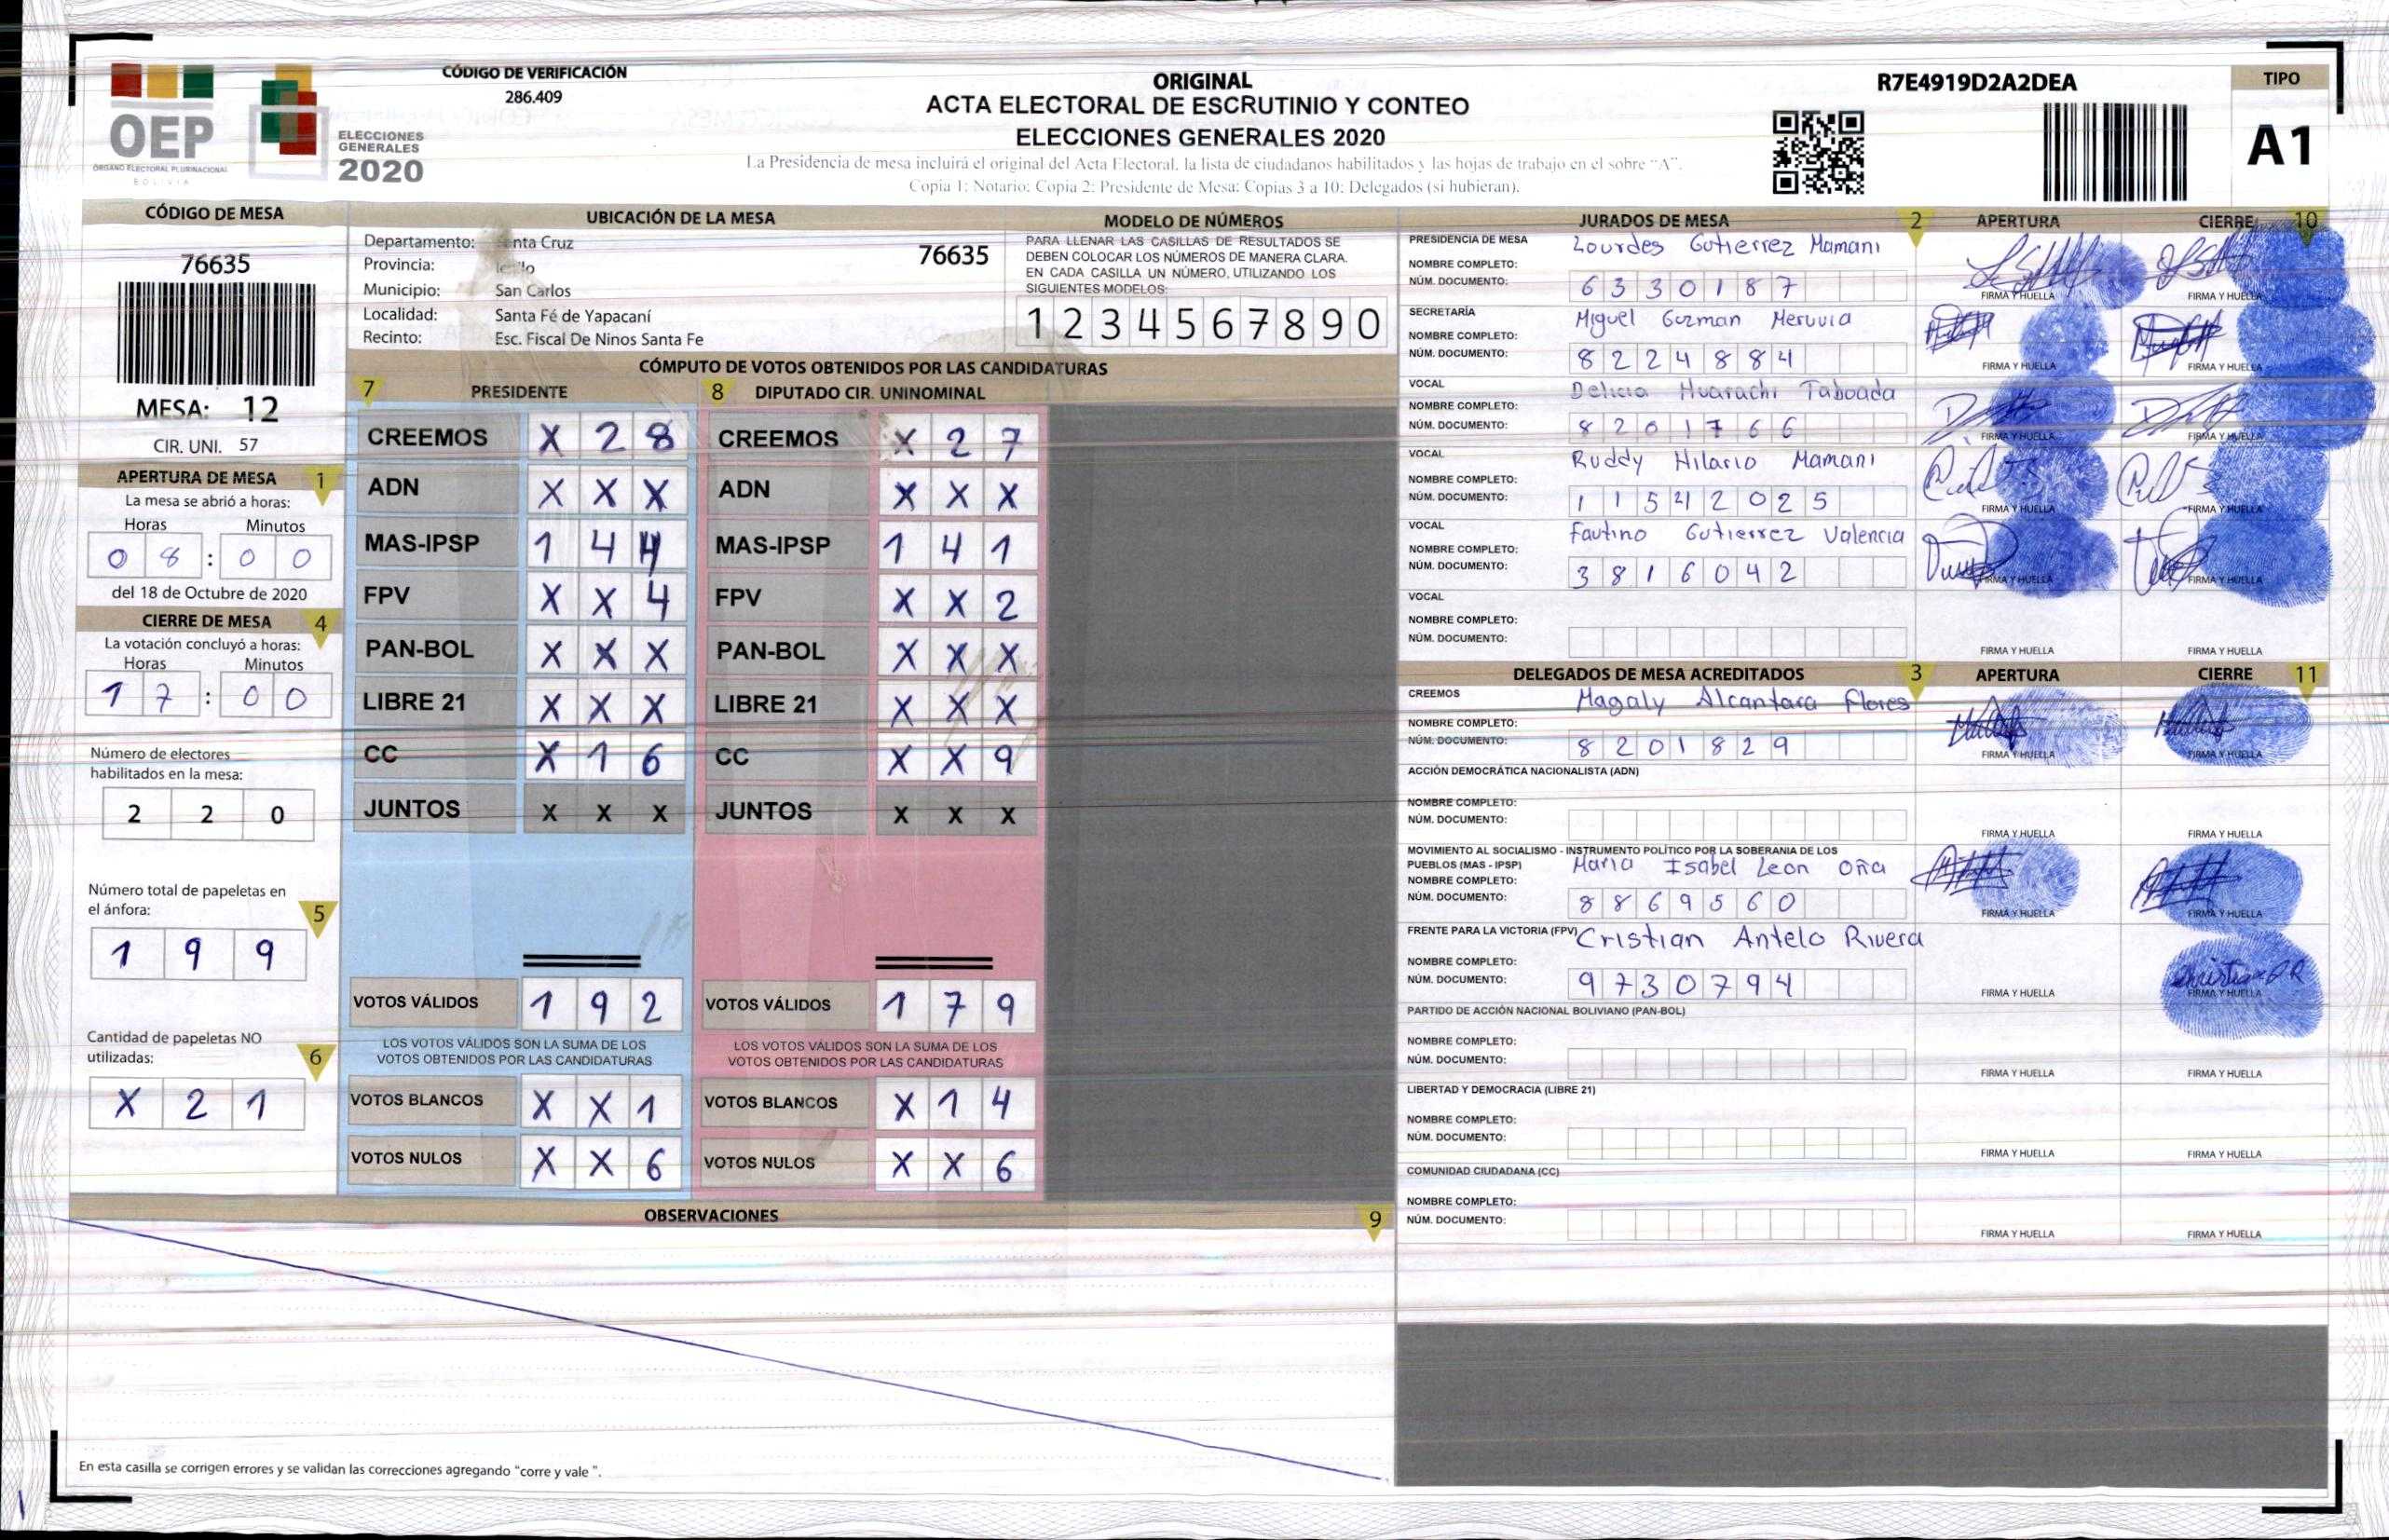 CÓDIGO DE VERIFICACIÓN
286.409
OEP
ÓRGANO ELECTORAL PLURINACIONAL
BOLIVIA
ELECCIONES
GENERALES
2020
ORIGINAL
ACTA ELECTORAL DE ESCRUTINIO Y CONTEO
ELECCIONES GENERALES 2020
La Presidencia de mesa incluirá el original del Acta Electoral, la lista de ciudadanos habilitados y las hojas de trabajo en el sobre "A".
Copia 1: Notario; Copia 2: Presidente de Mesa; Copias 3 a 10: Delegados (si hubieran).
R7E4919D2A2DEA
TIPO
A1
CÓDIGO DE MESA
76635
MESA: 12
CIR. UNI. 57
APERTURA DE MESA 1
La mesa se abrió a horas:
Horas Minutos
0 8 : 0 0
del 18 de Octubre de 2020
CIERRE DE MESA 4
La votación concluyó a horas:
Horas Minutos
1 7 : 0 0
Número de electores
habilitados en la mesa:
2 2 0
Número total de papeletas en
el ánfora: 5
1 9 9
Cantidad de papeletas NO
utilizadas: 6
X 2 1
UBICACIÓN DE LA MESA
Departamento: nta Cruz 76635
Provincia:
Municipio: San Carlos
Localidad: Santa Fé de Yapacaní
Recinto: Esc. Fiscal De Ninos Santa Fe
MODELO DE NÚMEROS
PARA LLENAR LAS CASILLAS DE RESULTADOS SE
DEBEN COLOCAR LOS NÚMEROS DE MANERA CLARA.
EN CADA CASILLA UN NÚMERO, UTILIZANDO LOS
SIGUIENTES MODELOS:
1 2 3 4 5 6 7 8 9 0
CÓMPUTO DE VOTOS OBTENIDOS POR LAS CANDIDATURAS
7 PRESIDENTE 8 DIPUTADO CIR. UNINOMINAL
CREEMOS X 2 8 CREEMOS X 2 7
ADN X X X ADN X X X
MAS-IPSP 1 4 4 MAS-IPSP 1 4 1
FPV X X 4 FPV X X 2
PAN-BOL X X X PAN-BOL X X X
LIBRE 21 X X X LIBRE 21 X X X
CC X 1 6 CC X X 9
JUNTOS X X X JUNTOS X X X
VOTOS VÁLIDOS 1 9 2 VOTOS VÁLIDOS 1 7 9
LOS VOTOS VÁLIDOS SON LA SUMA DE LOS LOS VOTOS VÁLIDOS SON LA SUMA DE LOS
VOTOS OBTENIDOS POR LAS CANDIDATURAS VOTOS OBTENIDOS POR LAS CANDIDATURAS
VOTOS BLANCOS X X 1 VOTOS BLANCOS X 1 4
VOTOS NULOS X X 6 VOTOS NULOS X X 6
OBSERVACIONES 9
En esta casilla se corrigen errores y se validan las correcciones agregando "corre y vale ".
JURADOS DE MESA 2 APERTURA CIERRE 10
PRESIDENCIA DE MESA Lourdes Gutierrez Mamani
NOMBRE COMPLETO:
NÚM. DOCUMENTO: 6 3 3 0 1 8 7 FIRMA Y HUELLA FIRMA Y HUELLA
SECRETARÍA Miguel Guzman Meruvia
NOMBRE COMPLETO:
NÚM. DOCUMENTO: 8 2 2 4 8 8 4 FIRMA Y HUELLA FIRMA Y HUELLA
VOCAL Delicia Huarachi Taboada
NOMBRE COMPLETO:
NÚM. DOCUMENTO: 8 2 0 1 7 6 6 FIRMA Y HUELLA FIRMA Y HUELLA
VOCAL Ruddy Hilario Mamani
NOMBRE COMPLETO:
NÚM. DOCUMENTO: 1 1 5 4 2 0 2 5 FIRMA Y HUELLA FIRMA Y HUELLA
VOCAL Fautino Gutierrez Valencia
NOMBRE COMPLETO:
NÚM. DOCUMENTO: 3 8 1 6 0 4 2 FIRMA Y HUELLA FIRMA Y HUELLA
VOCAL
NOMBRE COMPLETO:
NÚM. DOCUMENTO: FIRMA Y HUELLA FIRMA Y HUELLA
DELEGADOS DE MESA ACREDITADOS 3 APERTURA CIERRE 11
CREEMOS Magaly Alcantara Flores
NOMBRE COMPLETO:
NÚM. DOCUMENTO: 8 2 0 1 8 2 9 FIRMA Y HUELLA FIRMA Y HUELLA
ACCIÓN DEMOCRÁTICA NACIONALISTA (ADN)
NOMBRE COMPLETO:
NÚM. DOCUMENTO: FIRMA Y HUELLA FIRMA Y HUELLA
MOVIMIENTO AL SOCIALISMO - INSTRUMENTO POLÍTICO POR LA SOBERANIA DE LOS
PUEBLOS (MAS - IPSP) Maria Isabel Leon Oña
NOMBRE COMPLETO:
NÚM. DOCUMENTO: 8 8 6 9 5 6 0 FIRMA Y HUELLA FIRMA Y HUELLA
FRENTE PARA LA VICTORIA (FPV) Cristian Antelo Rivera
NOMBRE COMPLETO:
NÚM. DOCUMENTO: 9 7 3 0 7 9 4 FIRMA Y HUELLA FIRMA Y HUELLA
PARTIDO DE ACCIÓN NACIONAL BOLIVIANO (PAN-BOL)
NOMBRE COMPLETO:
NÚM. DOCUMENTO: FIRMA Y HUELLA FIRMA Y HUELLA
LIBERTAD Y DEMOCRACIA (LIBRE 21)
NOMBRE COMPLETO:
NÚM. DOCUMENTO: FIRMA Y HUELLA FIRMA Y HUELLA
COMUNIDAD CIUDADANA (CC)
NOMBRE COMPLETO:
NÚM. DOCUMENTO: FIRMA Y HUELLA FIRMA Y HUELLA